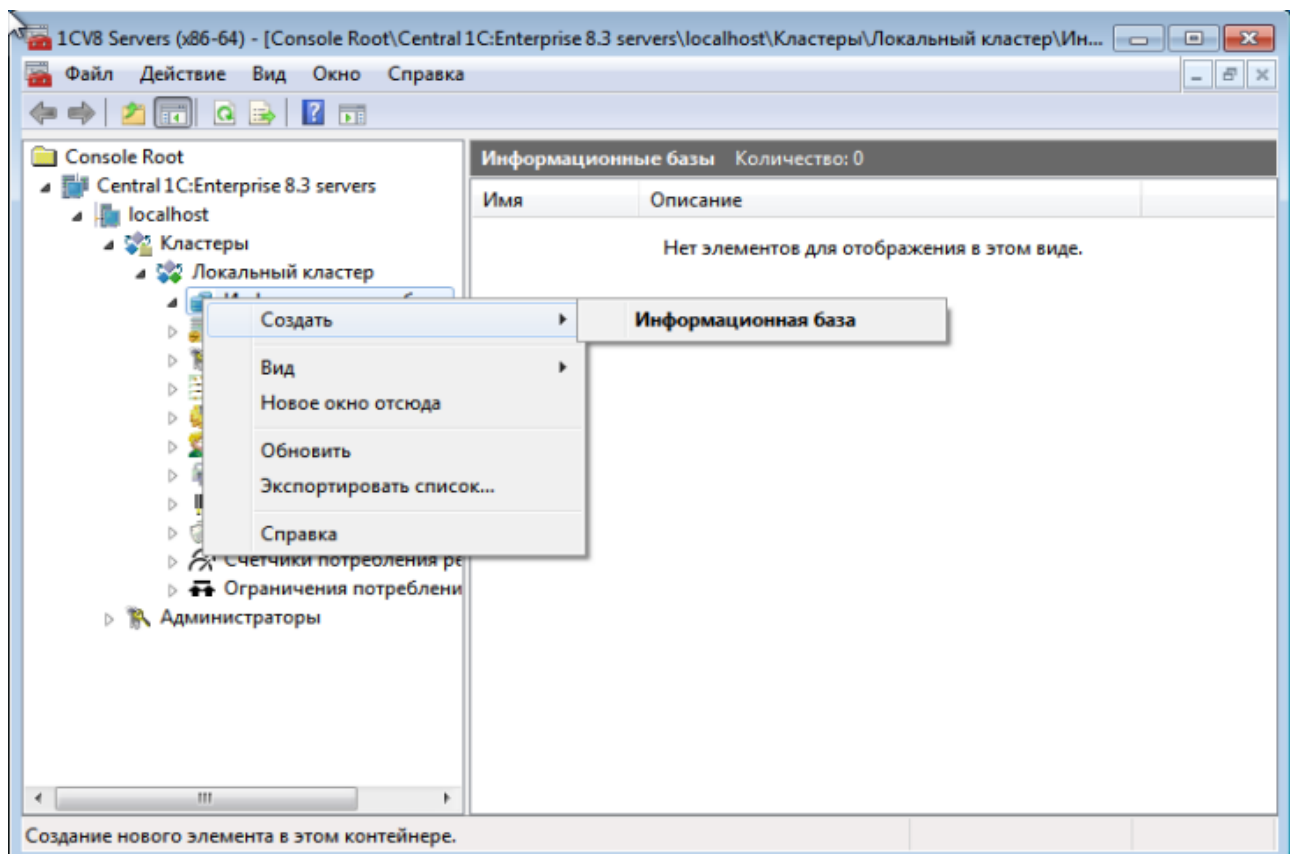 1CV8 Servers (x86-64) - [Console Root\Central 1C:Enterprise 8.3 servers\localhost\Кластеры\Локальный кластер\Ин...
Файл Действие Вид Окно Справка
Console Root
Central 1C:Enterprise 8.3 servers
localhost
Кластеры
Локальный кластер
Счетчики потребления ре
Ограничения потреблени
Администраторы
Создать
Вид
Новое окно отсюда
Обновить
Экспортировать список...
Справка
Информационная база
Информационные базы Количество: 0
Имя Описание
Нет элементов для отображения в этом виде.
Создание нового элемента в этом контейнере.